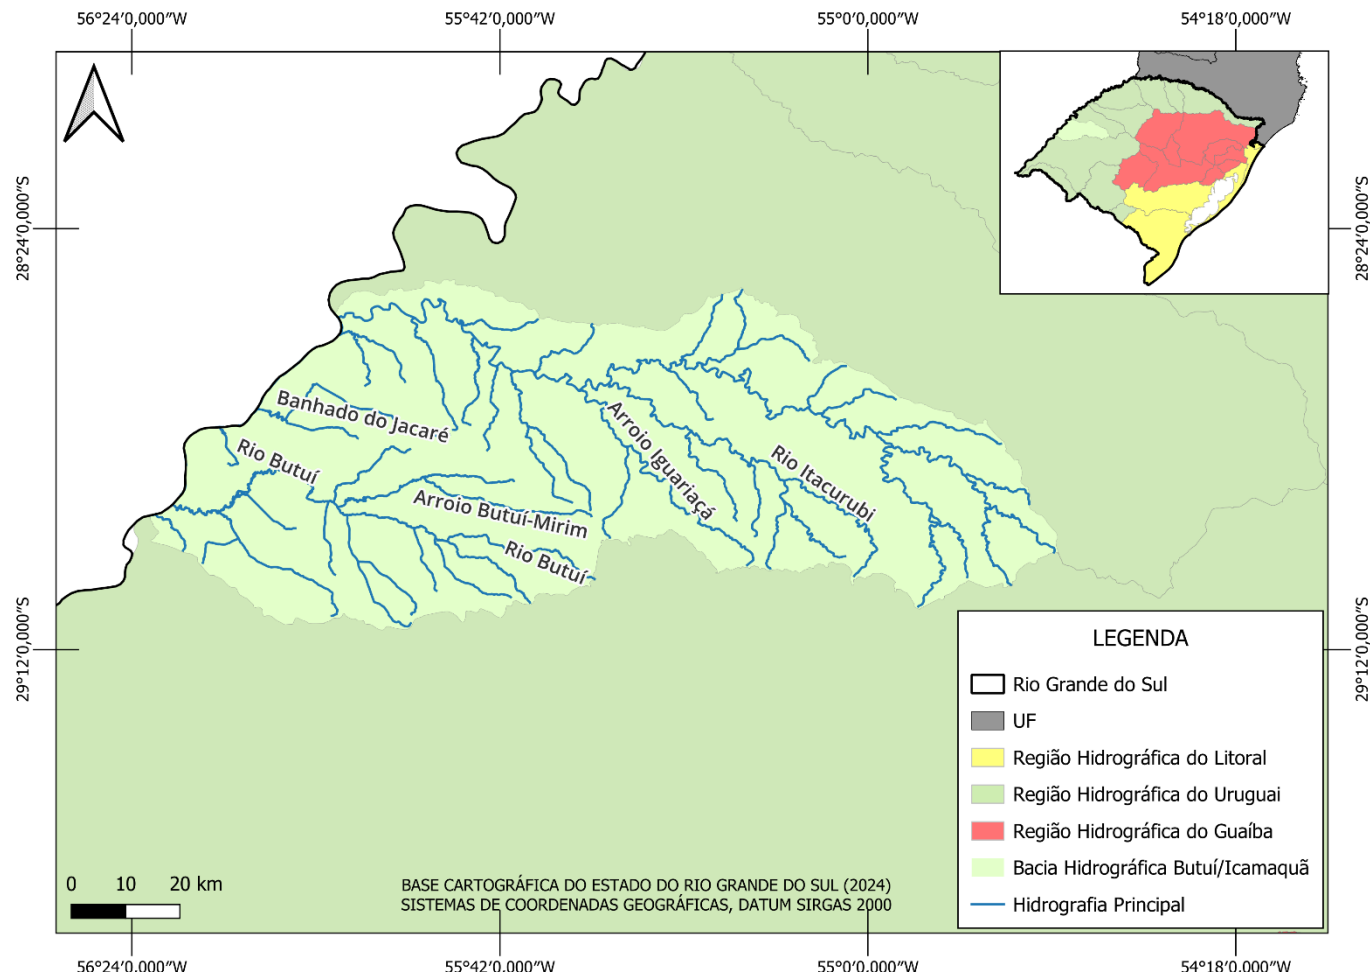 56°24'0,000"W
55°42'0,000"W
55°0'0,000"W
54°18'0,000"W
28°24'0,000"S
28°24'0,000"S
Banhado do Jacaré
Rio Butuí
Arroio Butuí-Mirim
Rio Butuí
Arroio Iguariaçá
Rio Itacurubi
29°12'0,000"S
29°12'0,000"S
LEGENDA
Rio Grande do Sul
UF
Região Hidrográfica do Litoral
Região Hidrográfica do Uruguai
Região Hidrográfica do Guaíba
Bacia Hidrográfica Butuí/Icamaquã
Hidrografia Principal
0 10 20 km
BASE CARTOGRÁFICA DO ESTADO DO RIO GRANDE DO SUL (2024)
SISTEMAS DE COORDENADAS GEOGRÁFICAS, DATUM SIRGAS 2000
56°24'0,000"W
55°42'0,000"W
55°0'0,000"W
54°18'0,000"W